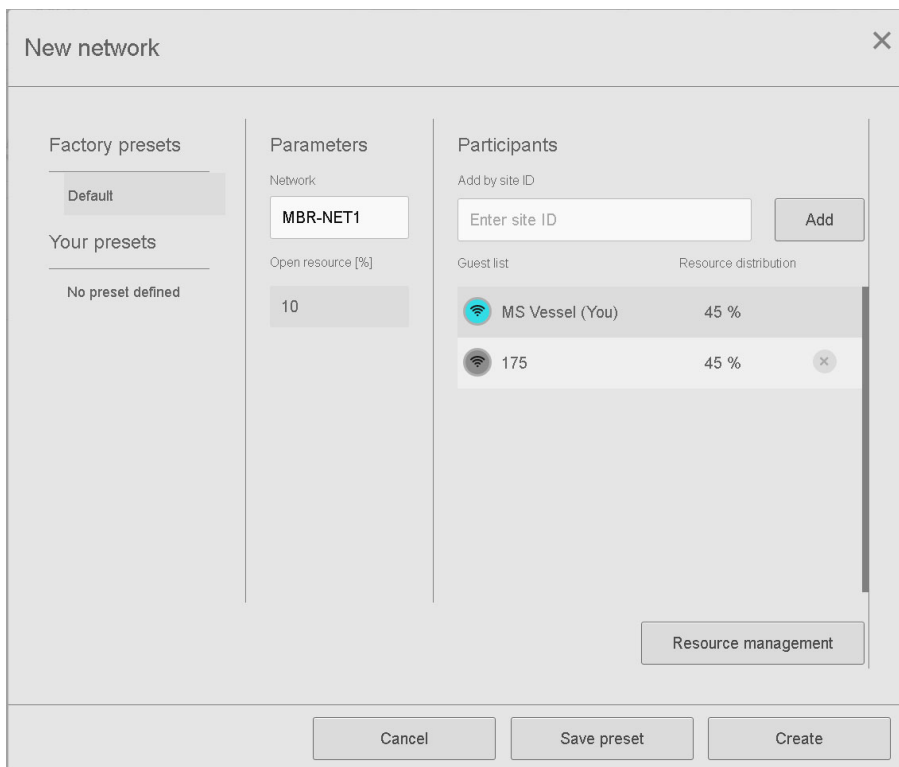 New network
Factory presets
Default
Your presets
No preset defined
Parameters
Network
MBR-NET1
Open resource [%]
10
Participants
Add by site ID
Enter site ID
Add
Guest list Resource distribution
MS Vessel (You) 45 %
175 45 %
Resource management
Cancel Save preset Create